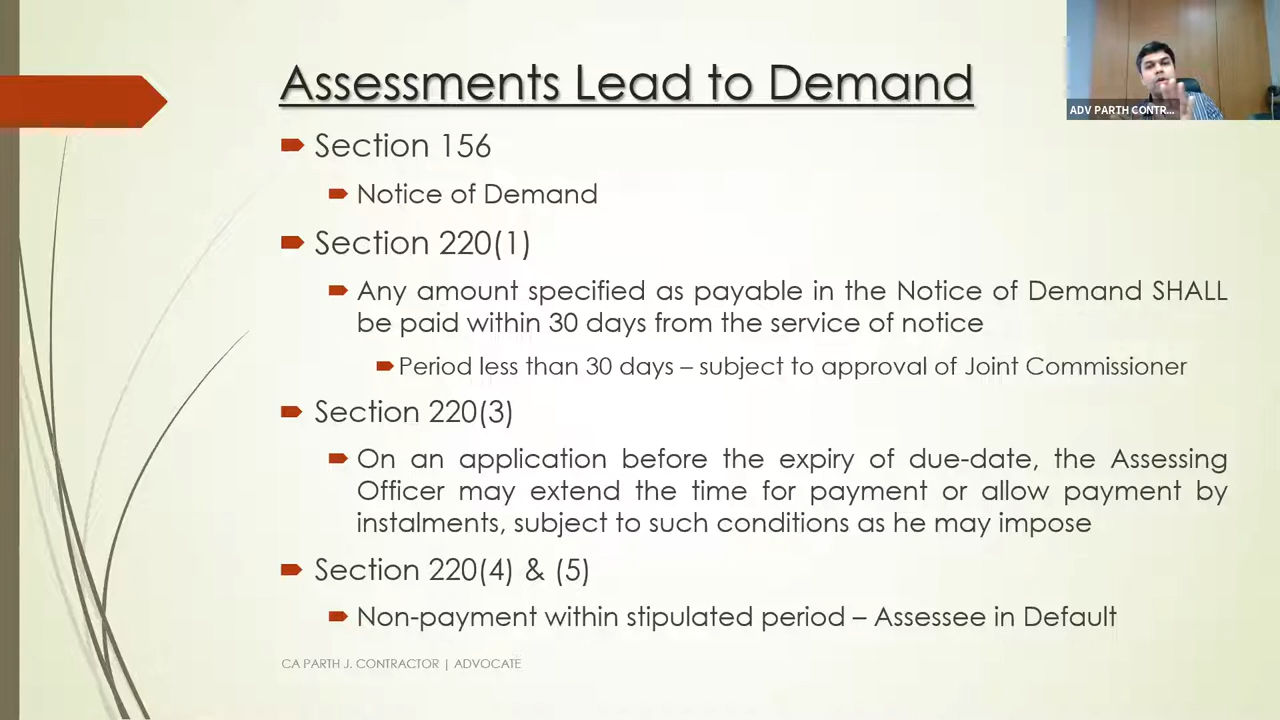 Assessments Lead to Demand
ADV PARTH CONTR...
Section 156
Notice of Demand
Section 220(1)
Any amount specified as payable in the Notice of Demand SHALL
be paid within 30 days from the service of notice
Period less than 30 days – subject to approval of Joint Commissioner
Section 220(3)
On an application before the expiry of due-date, the Assessing
Officer may extend the time for payment or allow payment by
instalments, subject to such conditions as he may impose
Section 220(4) & (5)
Non-payment within stipulated period – Assessee in Default
CA PARTH J. CONTRACTOR | ADVOCATE